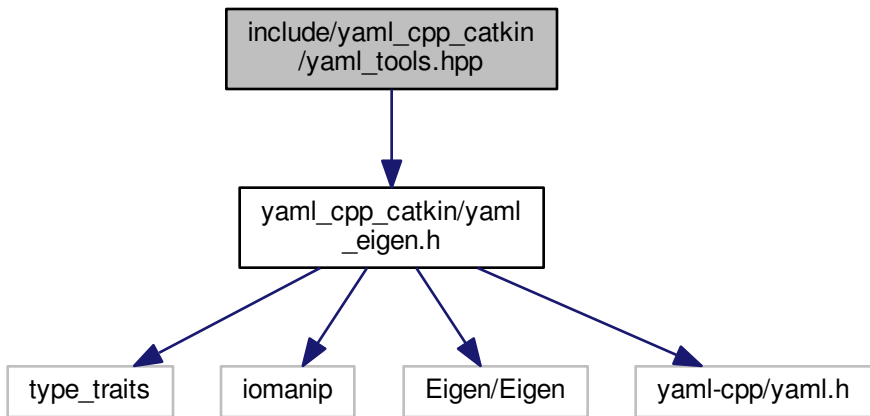 include/yaml_cpp_catkin
/yaml_tools.hpp
yaml_cpp_catkin/yaml
_eigen.h
type_traits
iomanip
Eigen/Eigen
yaml-cpp/yaml.h